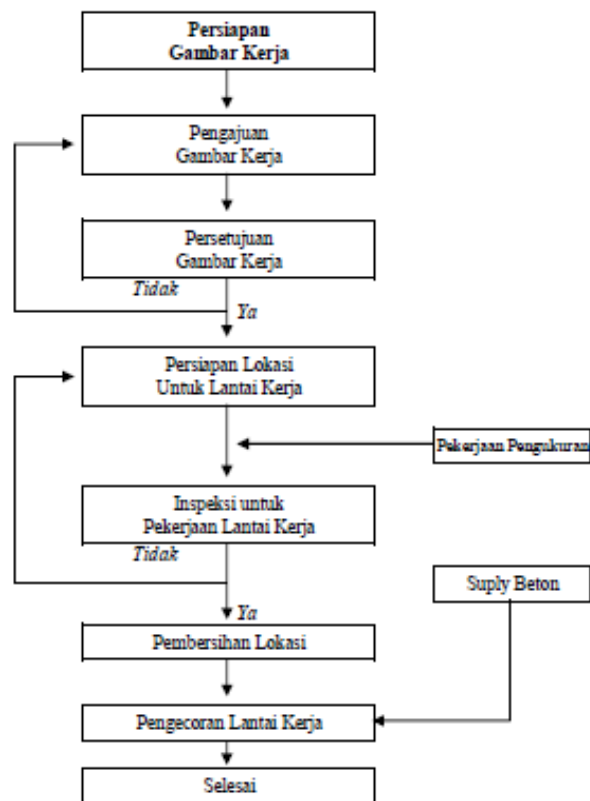 Persiapan
Gambar Kerja
Pengajuan
Gambar Kerja
Persetujuan
Gambar Kerja
Tidak
Ya
Persiapan Lokasi
Untuk Lantai Kerja
Pekerjaan Pengukuran
Inspeksi untuk
Pekerjaan Lantai Kerja
Tidak
Suply Beton
Ya
Pembersihan Lokasi
Pengecoran Lantai Kerja
Selesai